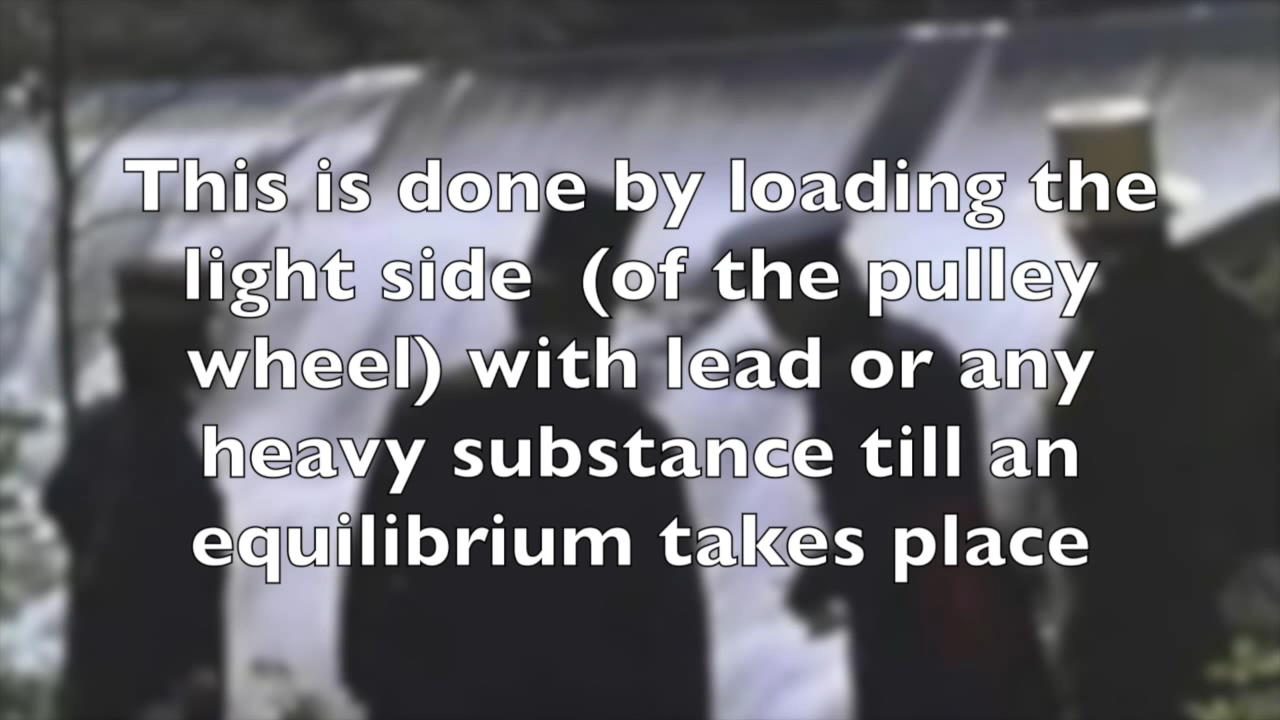 This is done by loading the
light side  (of the pulley
wheel) with lead or any
heavy substance till an
equilibrium takes place